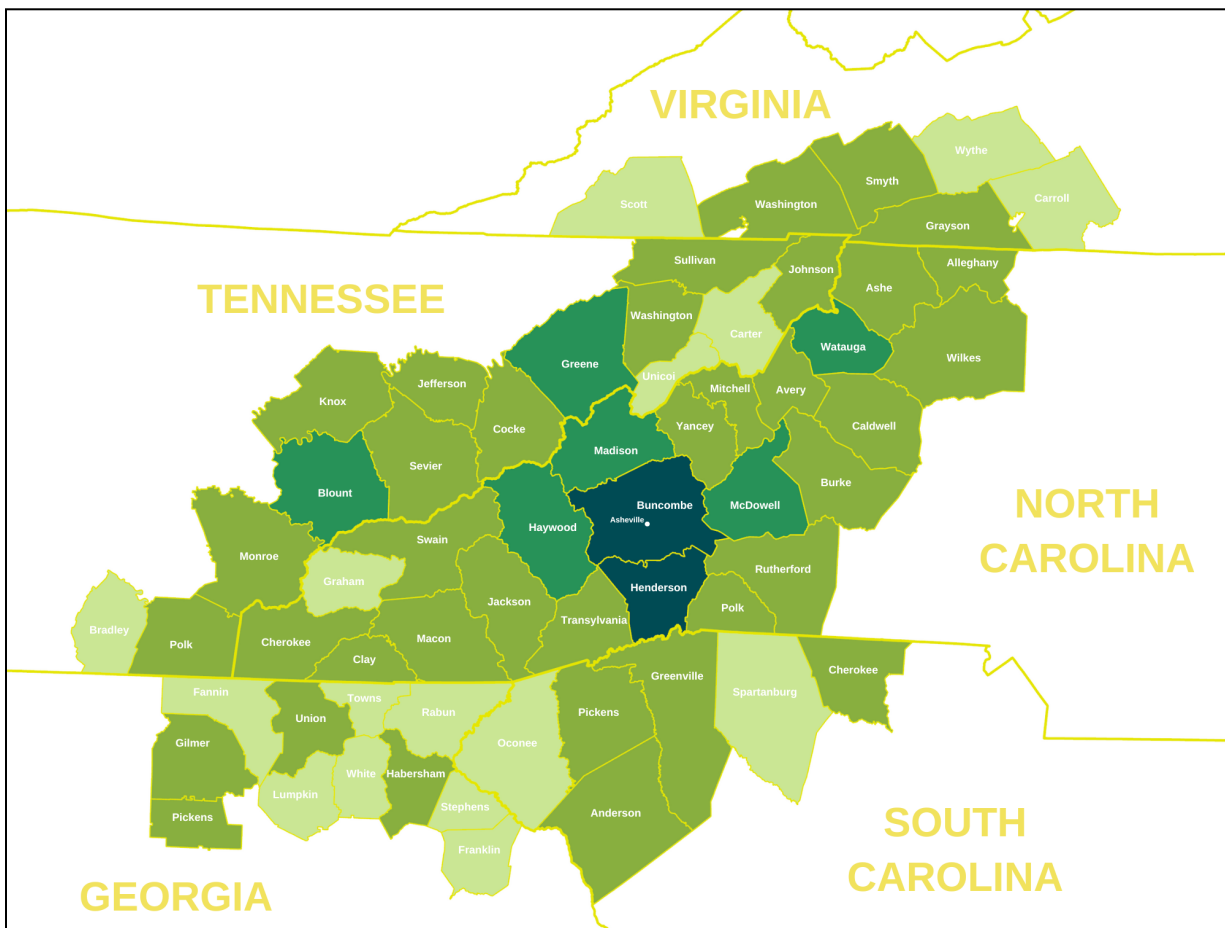 VIRGINIA
Wythe
Smyth
Carroll
Scott
Washington
Grayson
Sullivan
Johnson
Alleghany
Ashe
TENNESSEE
Washington
Carter
Watauga
Wilkes
Greene
Unicoi
Mitchell
Avery
Jefferson
Knox
Cocke
Yancey
Caldwell
Madison
Sevier
Burke
Blount
Buncombe
McDowell
Asheville
Haywood
NORTH
CAROLINA
Swain
Monroe
Graham
Rutherford
Henderson
Jackson
Polk
Transylvania
Bradley
Polk
Cherokee
Macon
Clay
Greenville
Cherokee
Fannin
Towns
Spartanburg
Union
Rabun
Pickens
Gilmer
Oconee
White
Habersham
Lumpkin
Stephens
Pickens
Anderson
Franklin
SOUTH
CAROLINA
GEORGIA